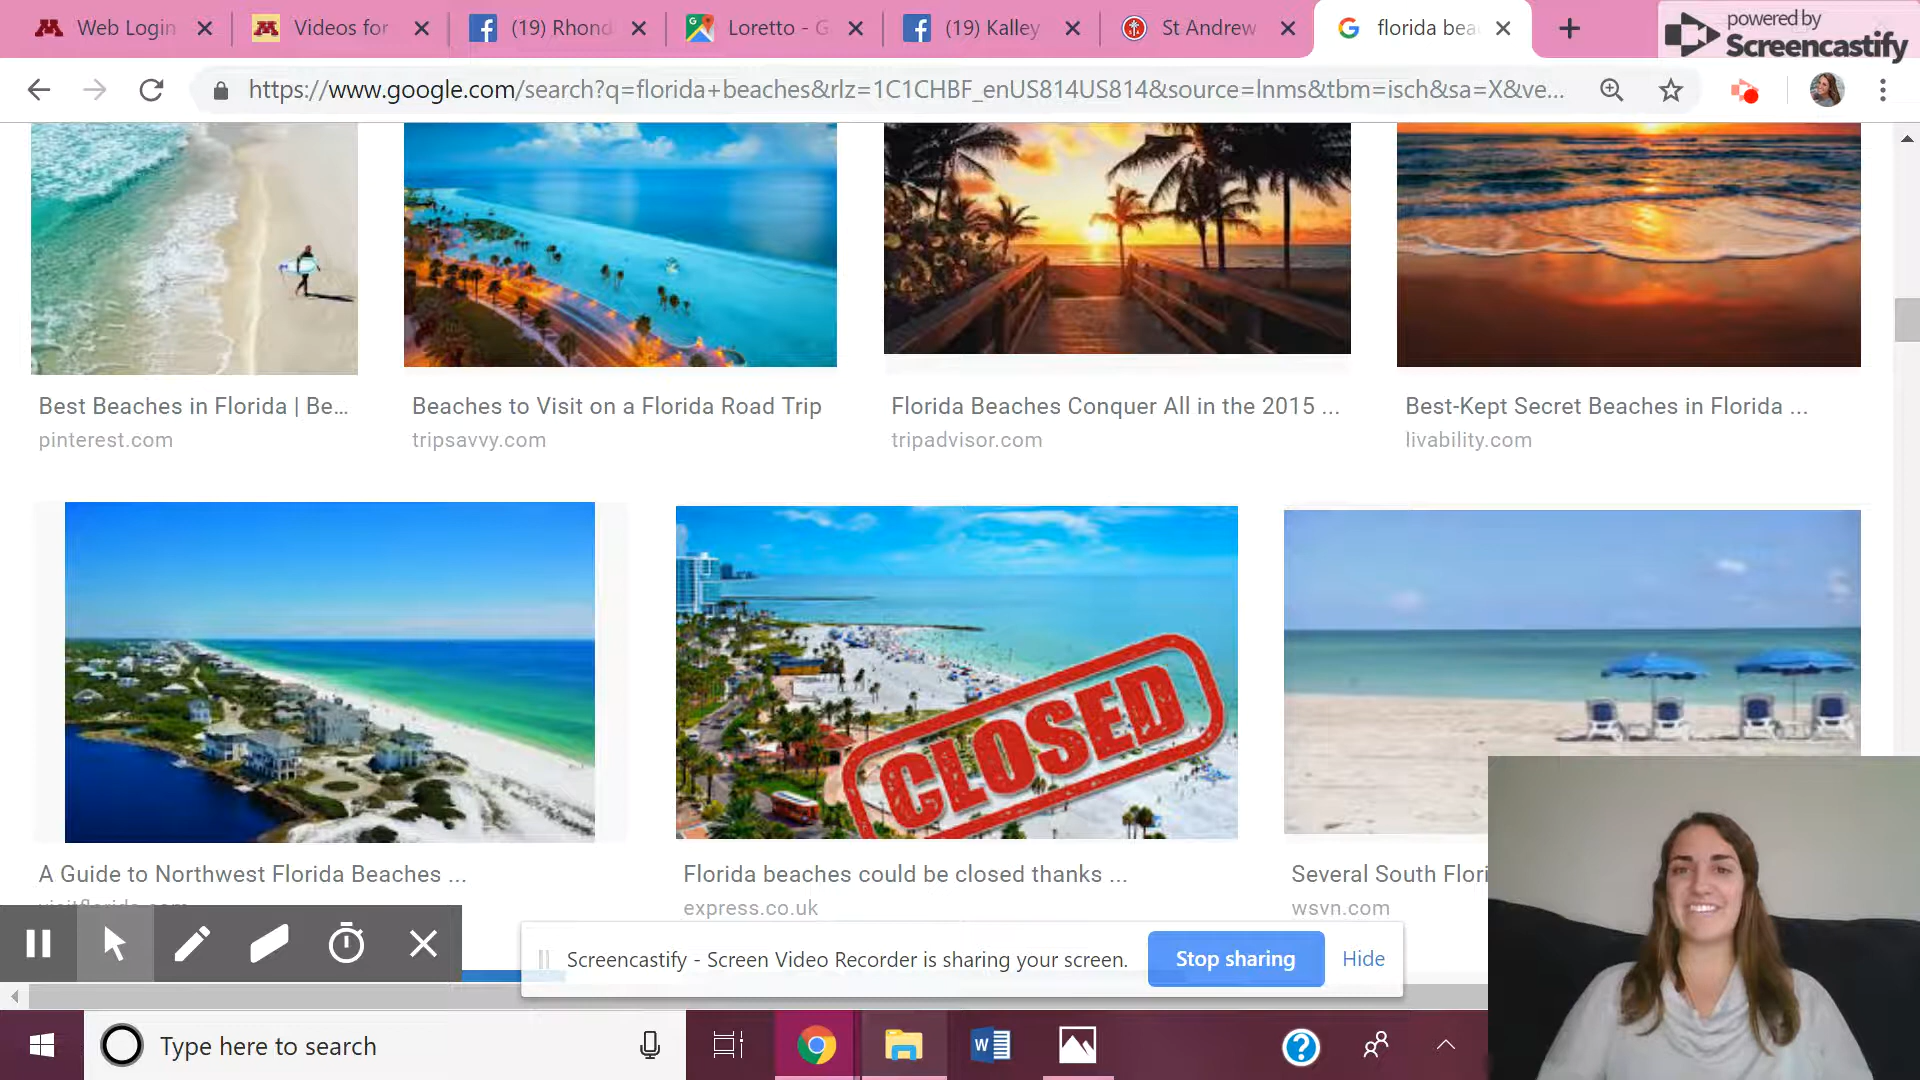 Web Login
Videos for
(19) Rhond
Loretto - G
(19) Kalley
St Andrew
florida bea
powered by
Screencastify
https://www.google.com/search?q=florida+beaches&rlz=1C1CHBF_enUS814US814&source=lnms&tbm=isch&sa=X&ve...
Best Beaches in Florida | Be...
pinterest.com
Beaches to Visit on a Florida Road Trip
tripsavvy.com
Florida Beaches Conquer All in the 2015 ...
tripadvisor.com
Best-Kept Secret Beaches in Florida ...
livability.com
CLOSED
A Guide to Northwest Florida Beaches ...
Florida beaches could be closed thanks ...
express.co.uk
Several South Flori
wsvn.com
Screencastify - Screen Video Recorder is sharing your screen.
Stop sharing
Hide
Type here to search